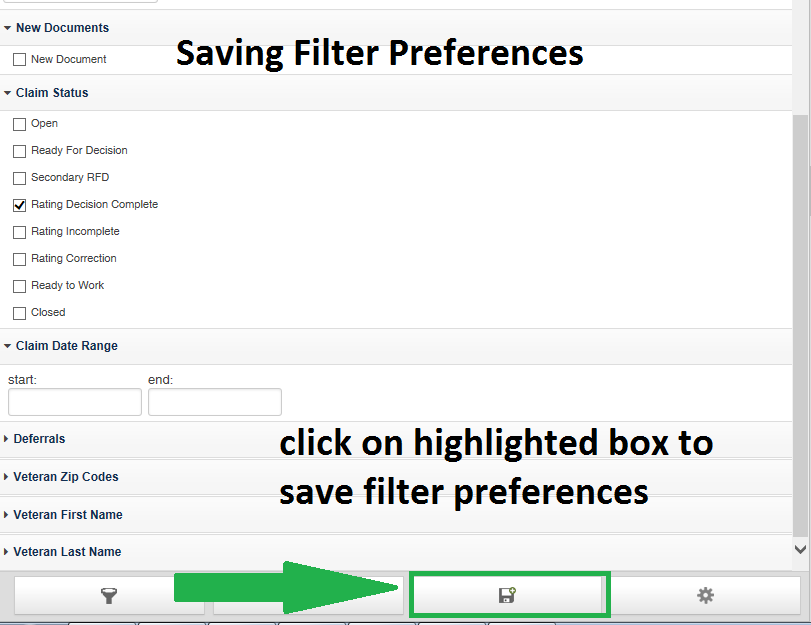 New Documents
Saving Filter Preferences
New Document
Claim Status
Open
Ready For Decision
Secondary RFD
Rating Decision Complete
Rating Incomplete
Rating Correction
Ready to Work
Closed
Claim Date Range
start: end:
Deferrals
click on highlighted box to
save filter preferences
Veteran Zip Codes
Veteran First Name
Veteran Last Name